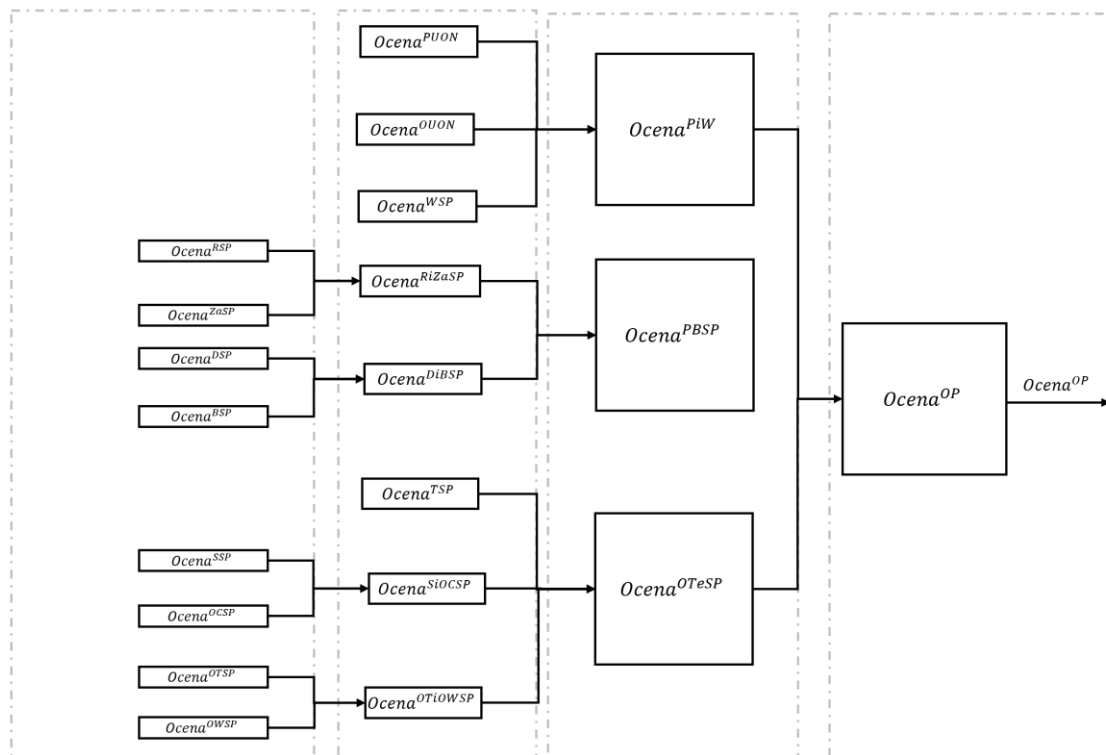 Ocena^PUON
Ocena^OUON
Ocena^WSP
Ocena^RSP
Ocena^ZaSP
Ocena^DSP
Ocena^BSP
Ocena^SSP
Ocena^OCSP
Ocena^OTSP
Ocena^OWSP
Ocena^RiZaSP
Ocena^DiBSP
Ocena^TSP
Ocena^SiOCSP
Ocena^OTiOWSP
Ocena^PiW
Ocena^PBSP
Ocena^OTeSP
Ocena^OP
Ocena^OP